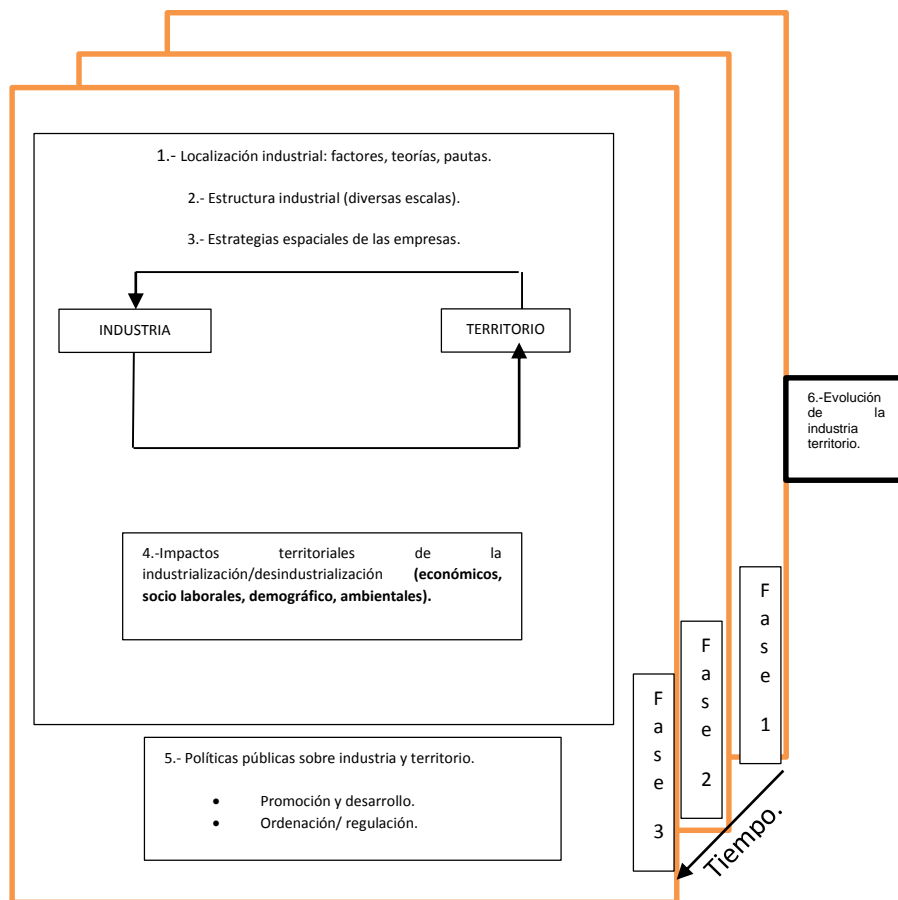 1.- Localización industrial: factores, teorías, pautas.
2.- Estructura industrial (diversas escalas).
3.- Estrategias espaciales de las empresas.
INDUSTRIA
TERRITORIO
6.-Evolución
de la
industria
territorio.
4.-Impactos territoriales de la
industrialización/desindustrialización (económicos,
socio laborales, demográfico, ambientales).
Fase 1
Fase 2
Fase 3
5.- Políticas públicas sobre industria y territorio.
• Promoción y desarrollo.
• Ordenación/ regulación.
Tiempo.